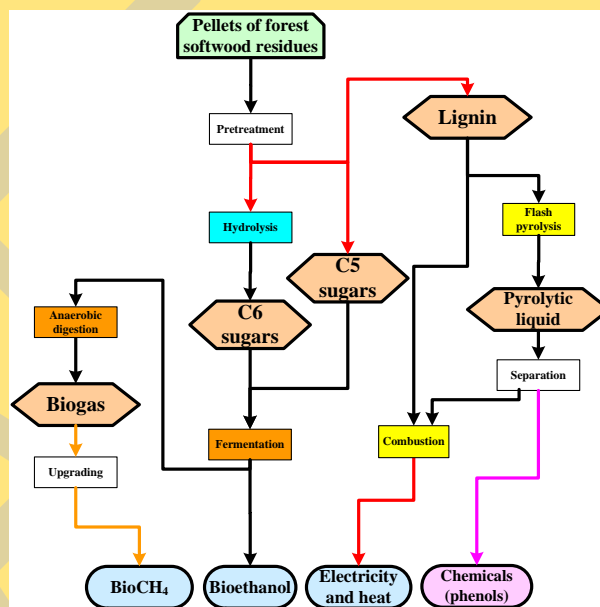 Pellets of forest
softwood residues
Lignin
Pretreatment
Hydrolysis
Flash
pyrolysis
C5
sugars
Anaerobic
digestion
C6
sugars
Pyrolytic
liquid
Separation
Biogas
Fermentation
Combustion
Upgrading
BioCH₄
Bioethanol
Electricity
and heat
Chemicals
(phenols)